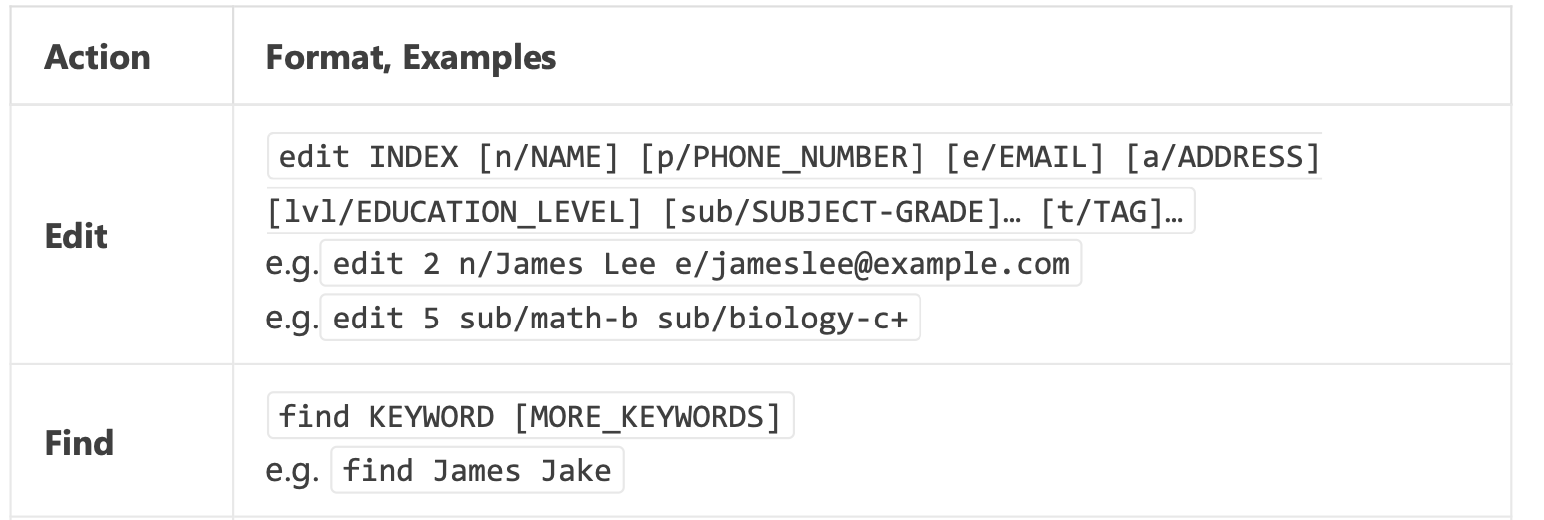 Action Format, Examples
Edit
edit INDEX [n/NAME] [p/PHONE_NUMBER] [e/EMAIL] [a/ADDRESS]
[lvl/EDUCATION_LEVEL] [sub/SUBJECT-GRADE]… [t/TAG]…
e.g. edit 2 n/James Lee e/jameslee@example.com
e.g. edit 5 sub/math-b sub/biology-c+
Find
find KEYWORD [MORE_KEYWORDS]
e.g. find James Jake